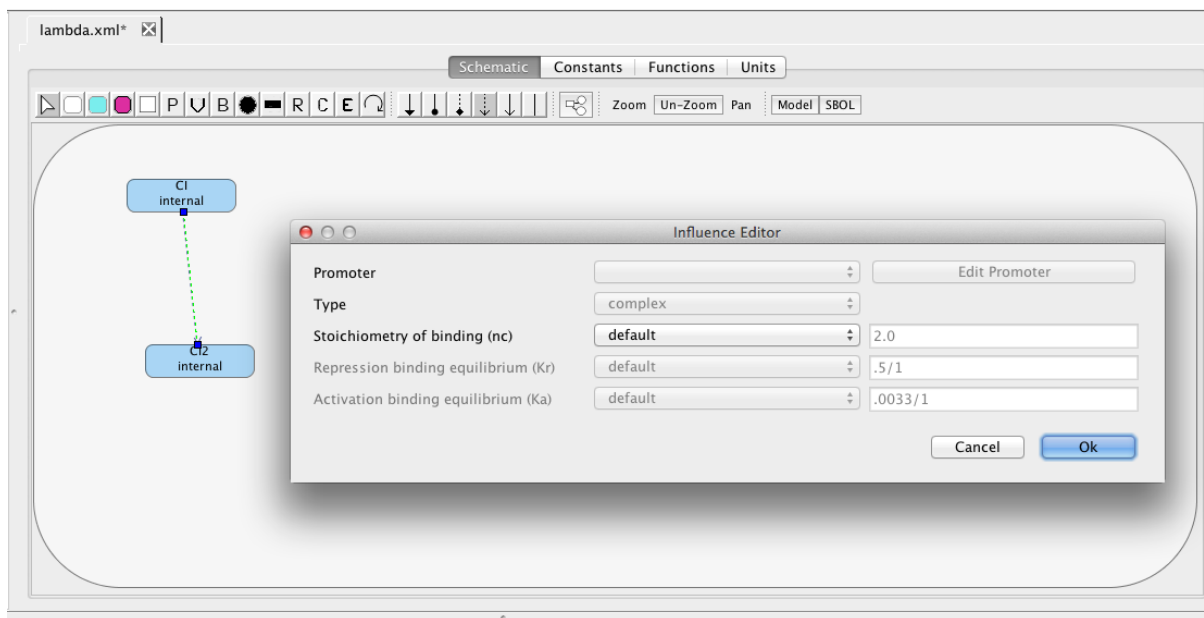 lambda.xml*
Schematic Constants Functions Units
P V B R C E Zoom Un-Zoom Pan Model SBOL
CI
internal
CI2
internal
Influence Editor
Promoter Edit Promoter
Type complex
Stoichiometry of binding (nc) default 2.0
Repression binding equilibrium (Kr) default .5/1
Activation binding equilibrium (Ka) default .0033/1
Cancel Ok